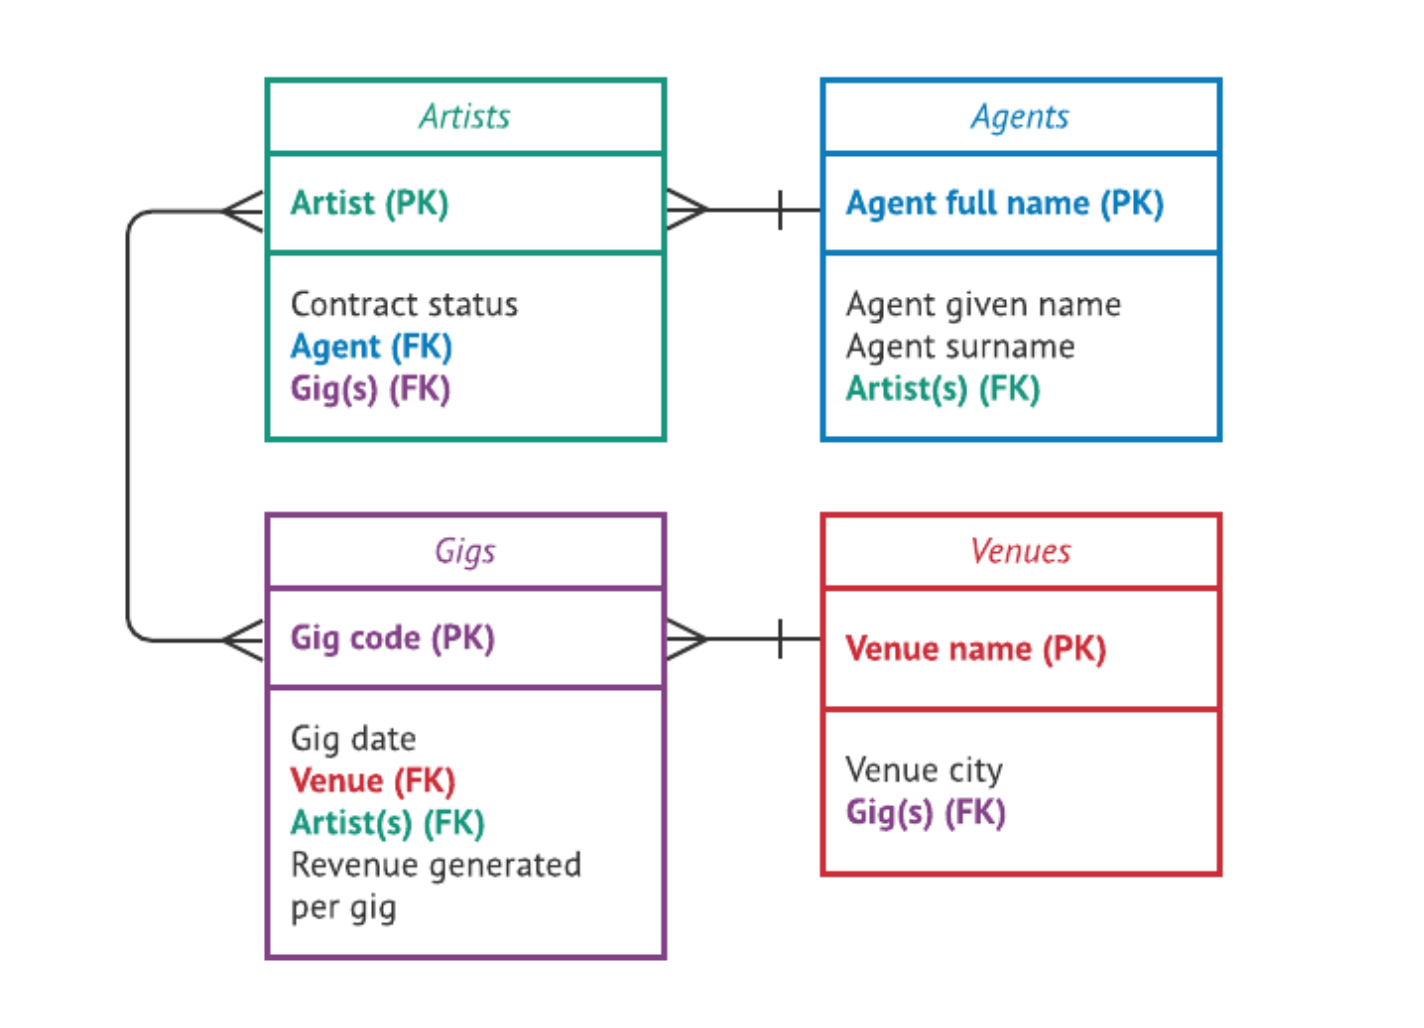 Artists
Artist (PK)
Contract status
Agent (FK)
Gig(s) (FK)
Agents
Agent full name (PK)
Agent given name
Agent surname
Artist(s) (FK)
Gigs
Gig code (PK)
Gig date
Venue (FK)
Artist(s) (FK)
Revenue generated
per gig
Venues
Venue name (PK)
Venue city
Gig(s) (FK)